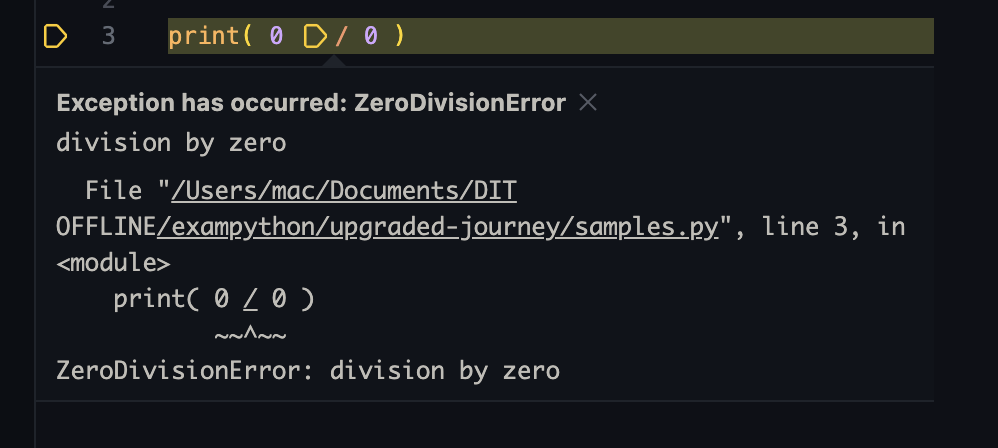 2
3 print( 0 / 0 )
Exception has occurred: ZeroDivisionError
division by zero
File "/Users/mac/Documents/DIT
OFFLINE/exampython/upgraded-journey/samples.py", line 3, in
<module>
print( 0 / 0 )
~~^~~
ZeroDivisionError: division by zero